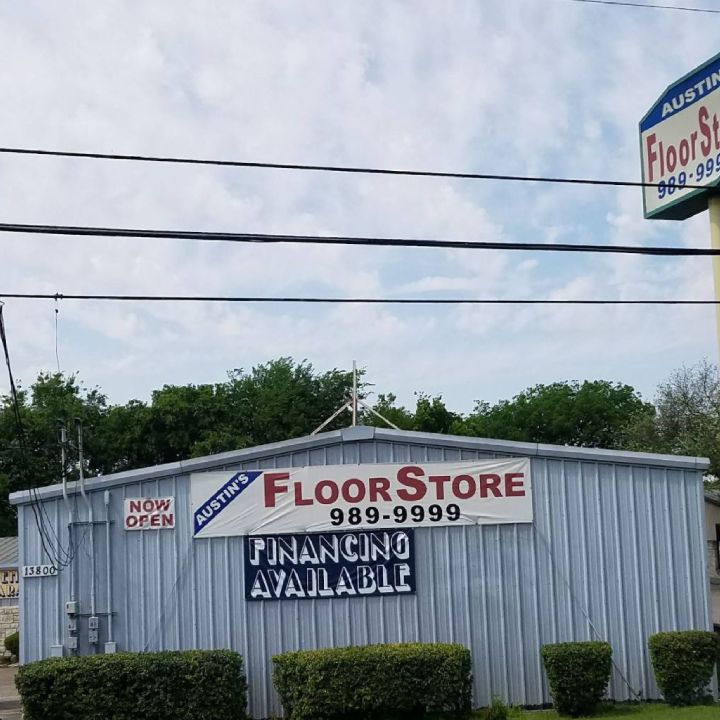 AUSTIN
FloorSt
989-999
NOW
OPEN
AUSTIN'S
FLOORSTORE
989-9999
FINANCING
AVAILABLE
13800